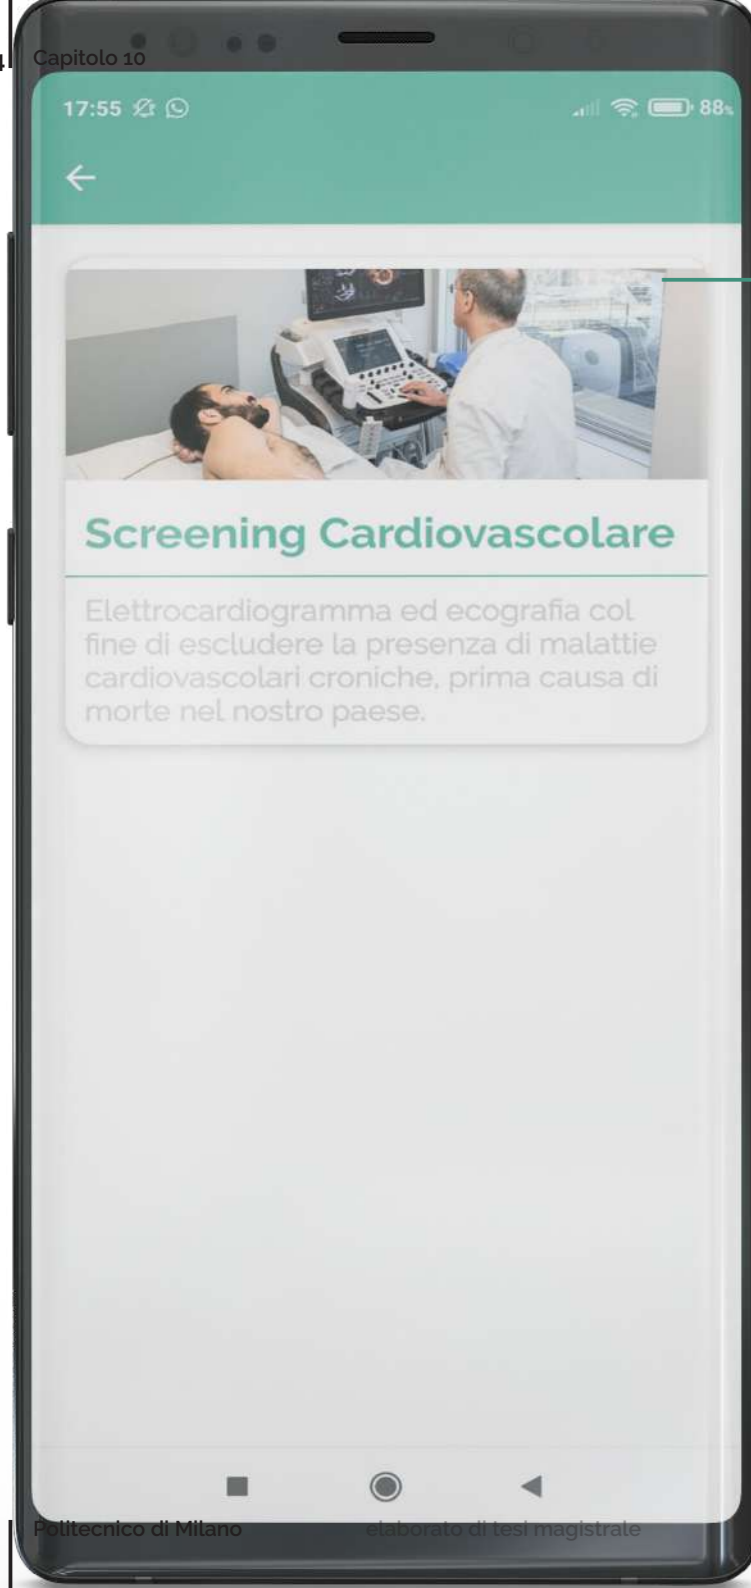 Capitolo 10
17:55 88%
Screening Cardiovascolare
Elettrocardiogramma ed ecografia col
fine di escludere la presenza di malattie
cardiovascolari croniche, prima causa di
morte nel nostro paese.
Politecnico di Milano elaborato di tesi magistrale